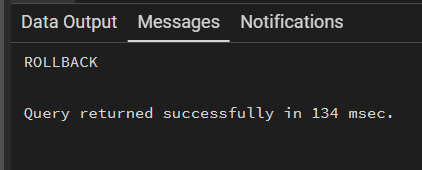 Data Output Messages Notifications
ROLLBACK
Query returned successfully in 134 msec.